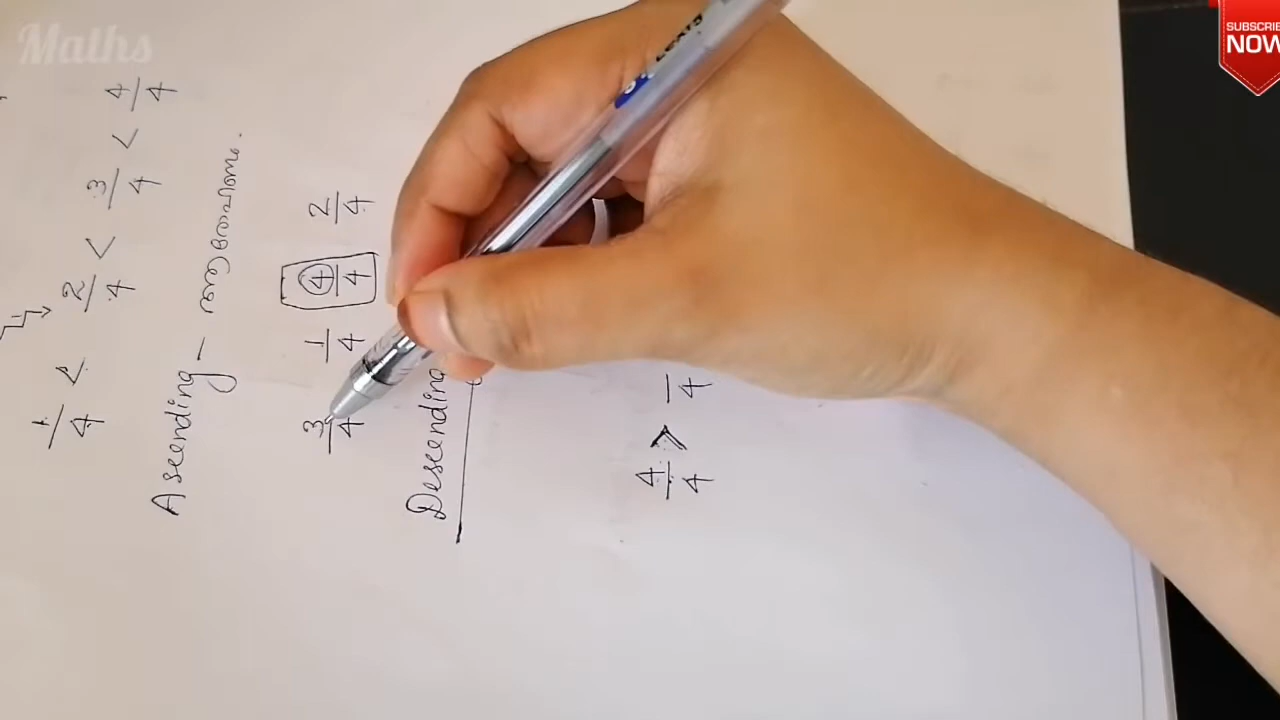 Maths
SUBSCRIBE
NOW
1/4 < 2/4 < 3/4 < 4/4
Ascending -
3/4 1/4 4/4 2/4
Descending
4/4 > /4